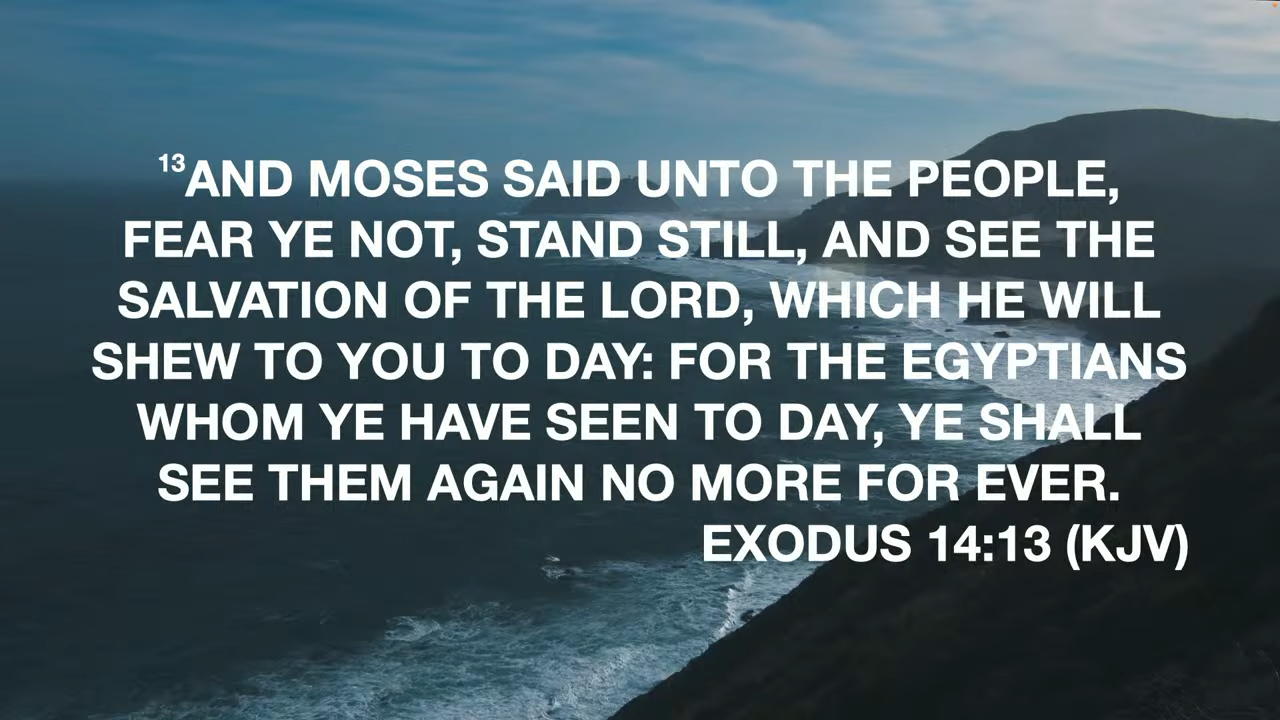 13AND MOSES SAID UNTO THE PEOPLE,
FEAR YE NOT, STAND STILL, AND SEE THE
SALVATION OF THE LORD, WHICH HE WILL
SHEW TO YOU TO DAY: FOR THE EGYPTIANS
WHOM YE HAVE SEEN TO DAY, YE SHALL
SEE THEM AGAIN NO MORE FOR EVER.
EXODUS 14:13 (KJV)